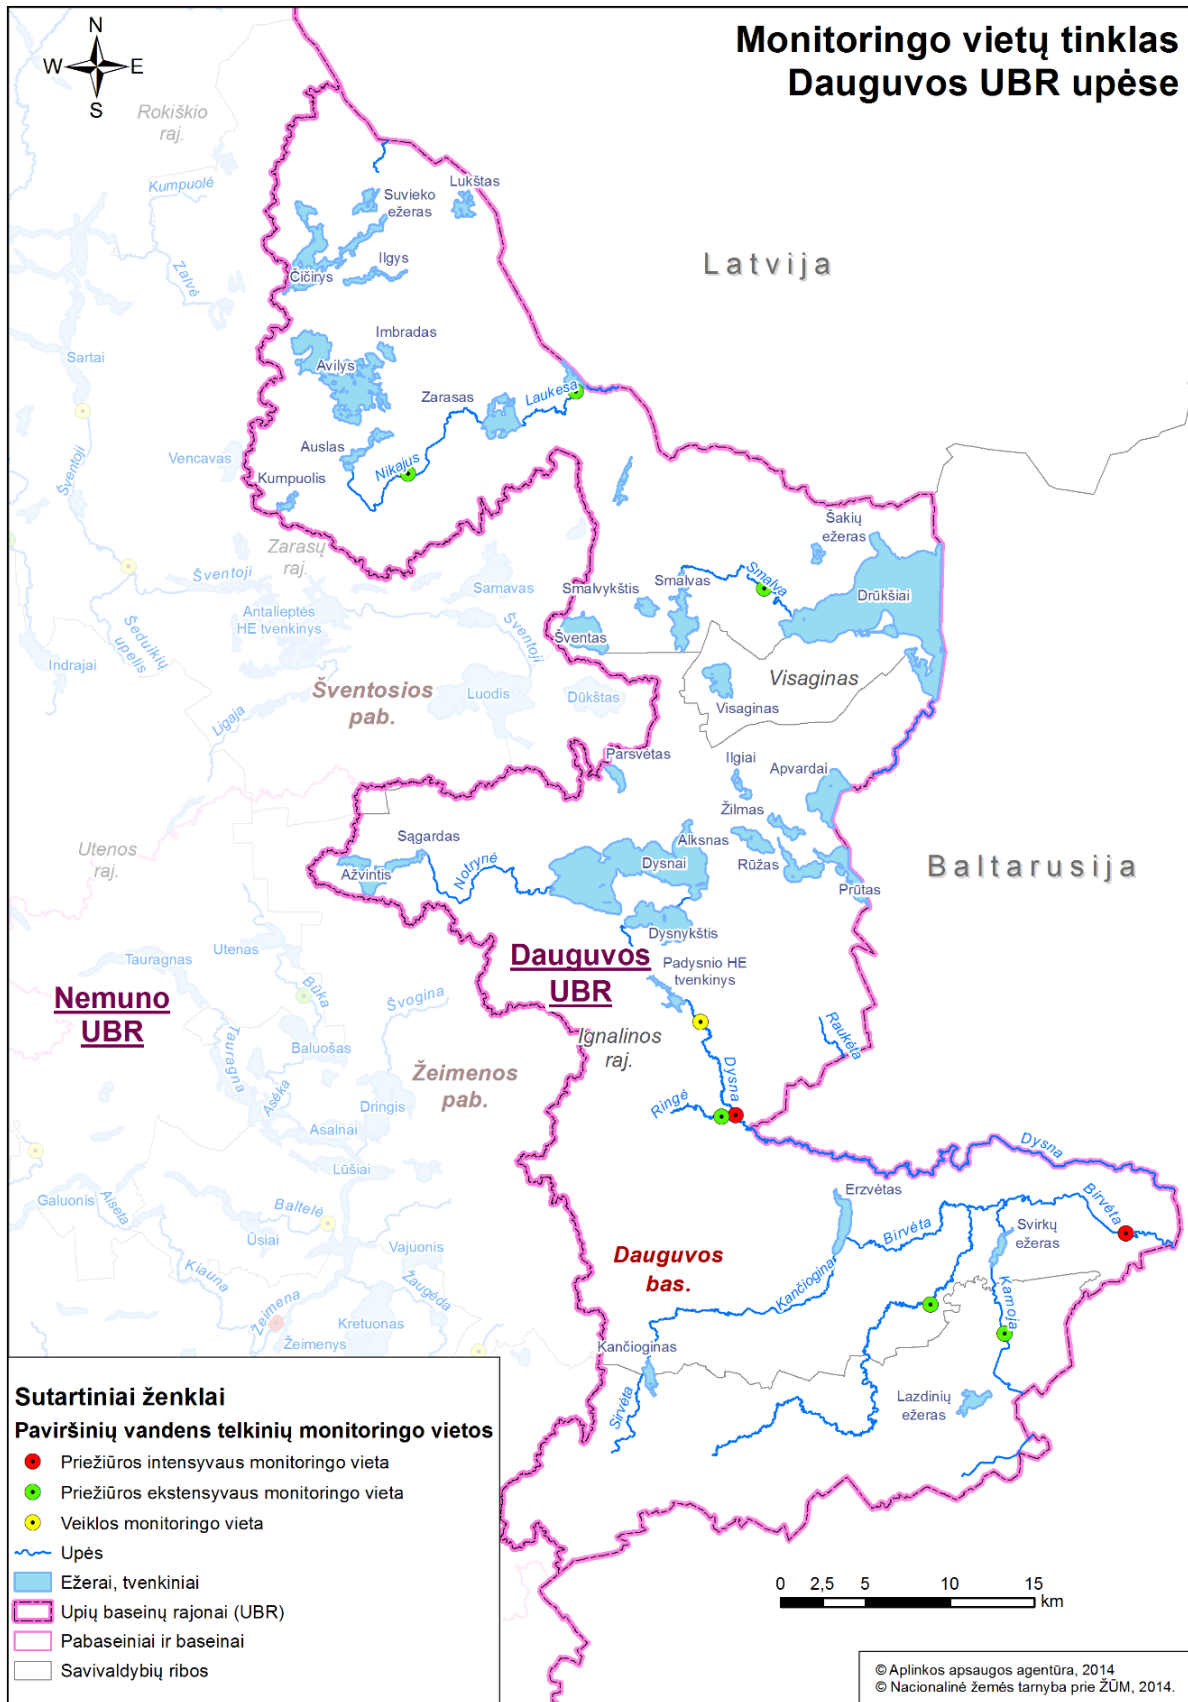 Monitoringo vietų tinklas
Dauguvos UBR upėse
N
W
E
S
Rokiškio
raj.
Kumpuolė
Zalvė
Sartai
Suvieko
ežeras
Lukštas
Ilgys
Čičirys
Latvija
Imbradas
Avilys
Zarasas
Laukesa
Auslas
Nikajus
Kumpuolis
Vencavas
Šventoji
Zarasų
raj.
Šventoji
Samavas
Antalieptės
HE tvenkinys
Šventoji
Šeduikių
upelis
Indrajai
Ligaja
Šventosios
pab.
Luodis
Dūkštas
Šakių
ežeras
Smalva
Smalvas
Smalvykštis
Drūkšiai
Šventas
Visaginas
Visaginas
Parsvėtas
Ilgiai
Apvardai
Žilmas
Alksnas
Rūžas
Dysnai
Prūtas
Baltarusija
Sągardas
Ažvintis
Notrynė
Utenos
raj.
Dysnykštis
Padysnio HE
tvenkinys
Dauguvos
UBR
Nemuno
UBR
Utenas
Tauragnas
Būka
Švogina
Ignalinos
raj.
Raukėta
Baluošas
Tauragna
Žeimenos
pab.
Asėka
Dringis
Dysna
Ringė
Asalnai
Lūšiai
Dysna
Galuonis
Aiseta
Baltelė
Ūsiai
Vajuonis
Kiauna
Žaugėda
Žeimena
Kretuonas
Žeimenys
Erzvėtas
Birvėta
Birvėta
Svirkų
ežeras
Dauguvos
bas.
Kančiogina
Kamoja
Kančioginas
Sirvėta
Lazdinių
ežeras
Sutartiniai ženklai
Paviršinių vandens telkinių monitoringo vietos
Priežiūros intensyvaus monitoringo vieta
Priežiūros ekstensyvaus monitoringo vieta
Veiklos monitoringo vieta
Upės
Ežerai, tvenkiniai
Upių baseinų rajonai (UBR)
Pabaseiniai ir baseinai
Savivaldybių ribos
0 2,5 5 10 15
km
© Aplinkos apsaugos agentūra, 2014
© Nacionalinė žemės tarnyba prie ŽŪM, 2014.